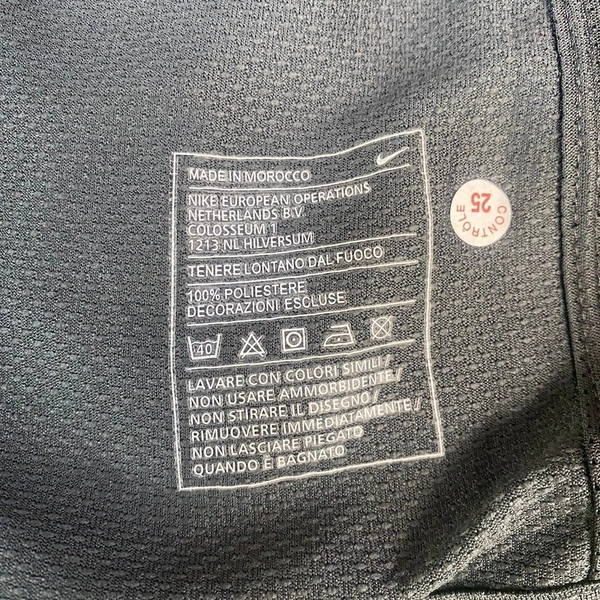 MADE IN MOROCCO
NIKE EUROPEAN OPERATIONS
NETHERLANDS B.V.
COLOSSEUM 1
1213 NL HILVERSUM
TENERE LONTANO DAL FUOCO
100% POLIESTERE
DECORAZIONI ESCLUSE
40
LAVARE CON COLORI SIMILI /
NON USARE AMMORBIDENTE /
NON STIRARE IL DISEGNO /
RIMUOVERE IMMEDIATAMENTE /
NON LASCIARE PIEGATO
QUANDO È BAGNATO
CONTRÔLE
25